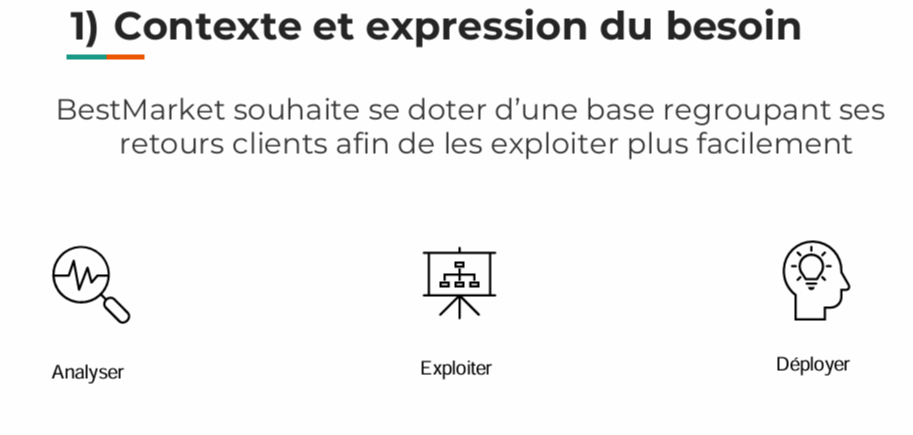 1) Contexte et expression du besoin
BestMarket souhaite se doter d’une base regroupant ses
retours clients afin de les exploiter plus facilement
Analyser
Exploiter
Déployer